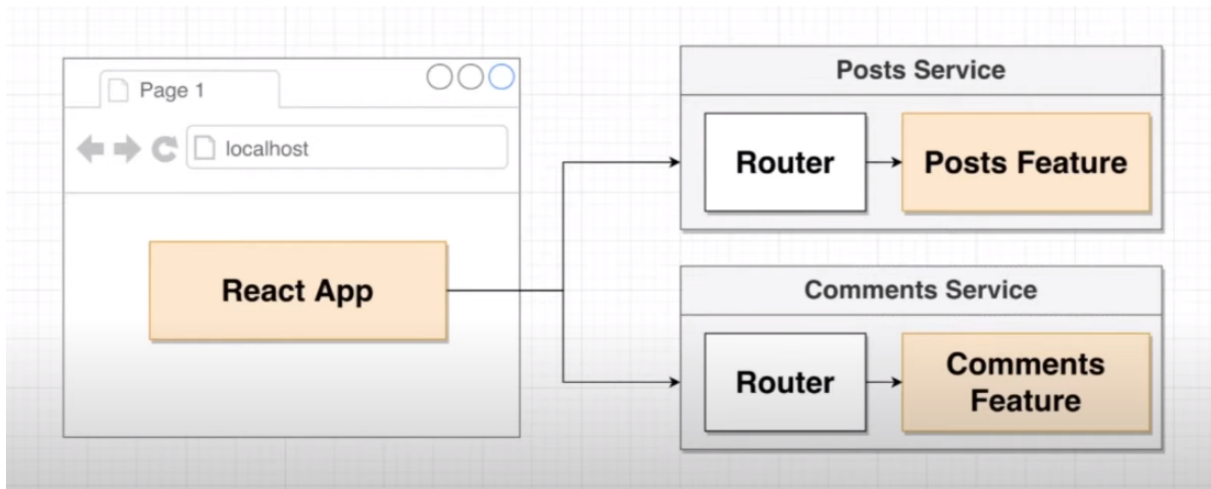 Page 1
localhost
React App
Posts Service
Router
Posts Feature
Comments Service
Router
Comments
Feature